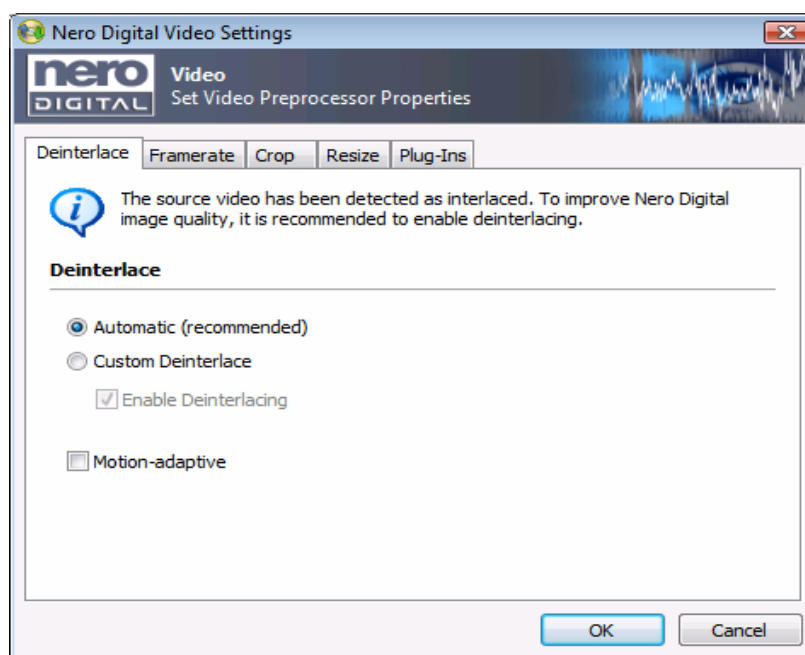 Nero Digital Video Settings
nero
DIGITAL
Video
Set Video Preprocessor Properties
Deinterlace Framerate Crop Resize Plug-Ins
The source video has been detected as interlaced. To improve Nero Digital
image quality, it is recommended to enable deinterlacing.
Deinterlace
Automatic (recommended)
Custom Deinterlace
Enable Deinterlacing
Motion-adaptive
OK Cancel